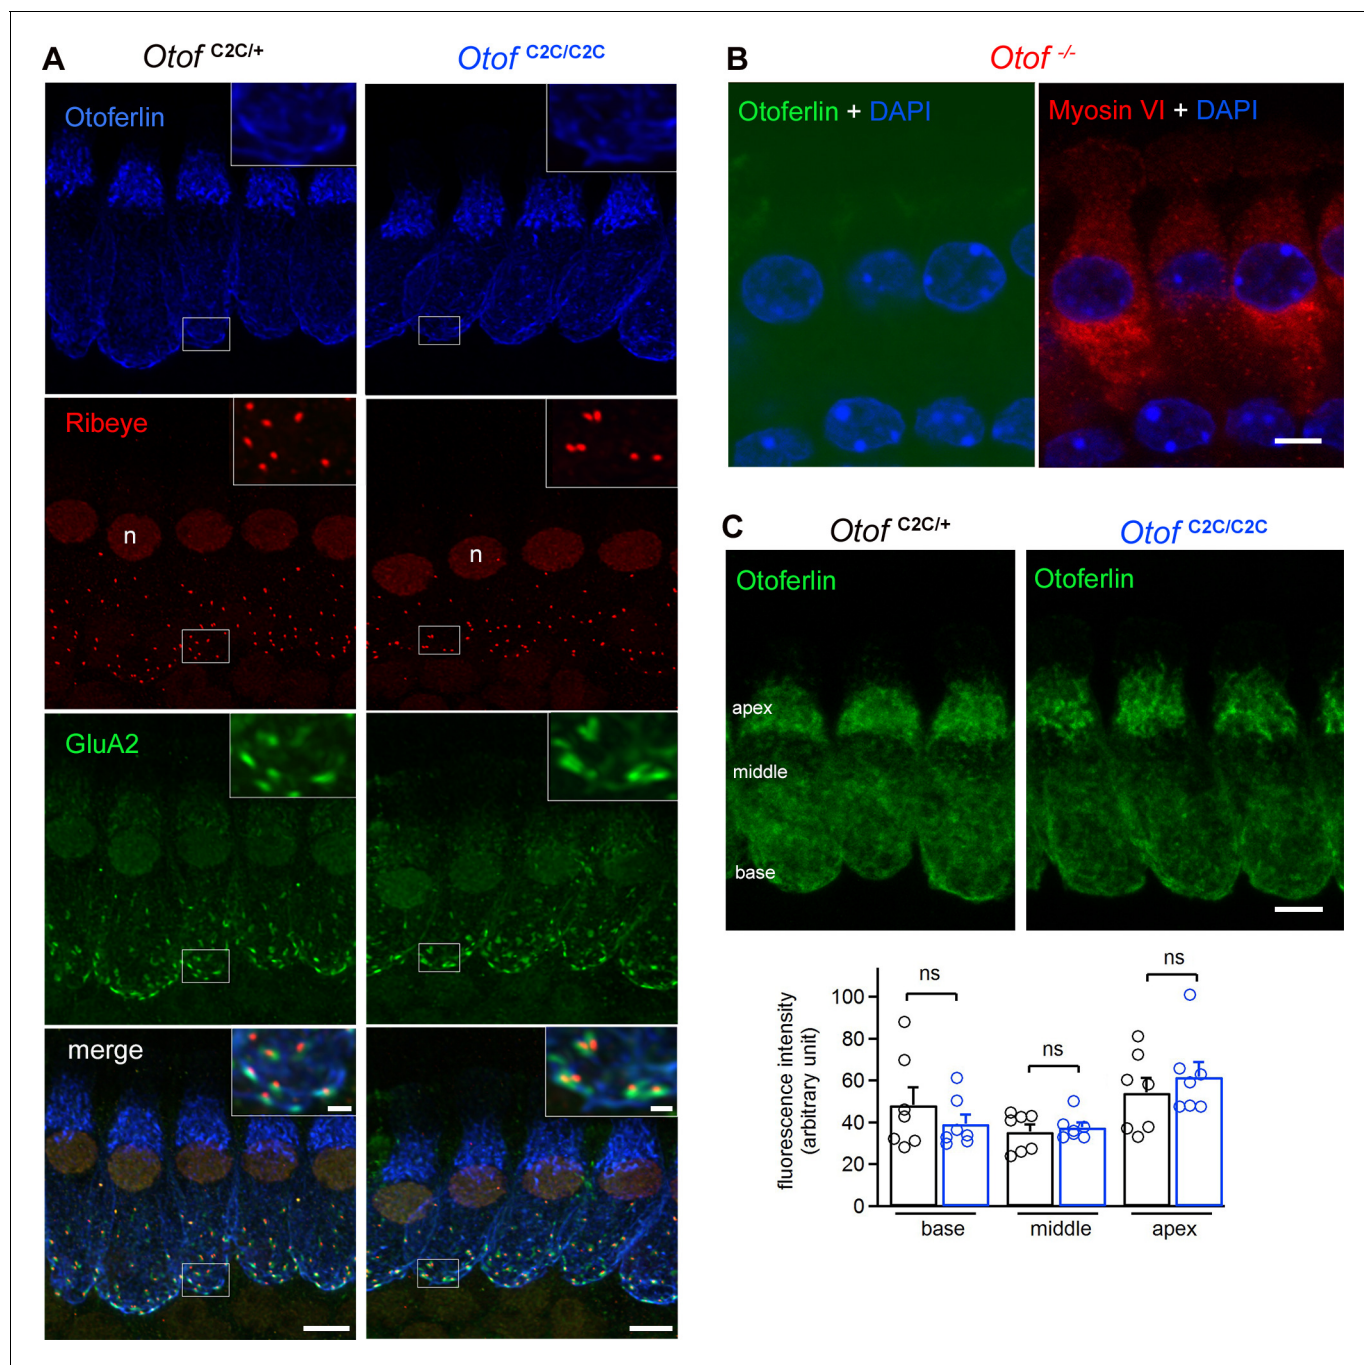 A
Otof C2C/+
Otof C2C/C2C
Otoferlin
Ribeye
n
n
GluA2
merge
B
Otof -/-
Otoferlin + DAPI
Myosin VI + DAPI
C
Otof C2C/+
Otof C2C/C2C
Otoferlin
Otoferlin
apex
middle
base
fluorescence intensity
(arbitrary unit)
100
80
60
40
20
0
ns
ns
ns
base
middle
apex